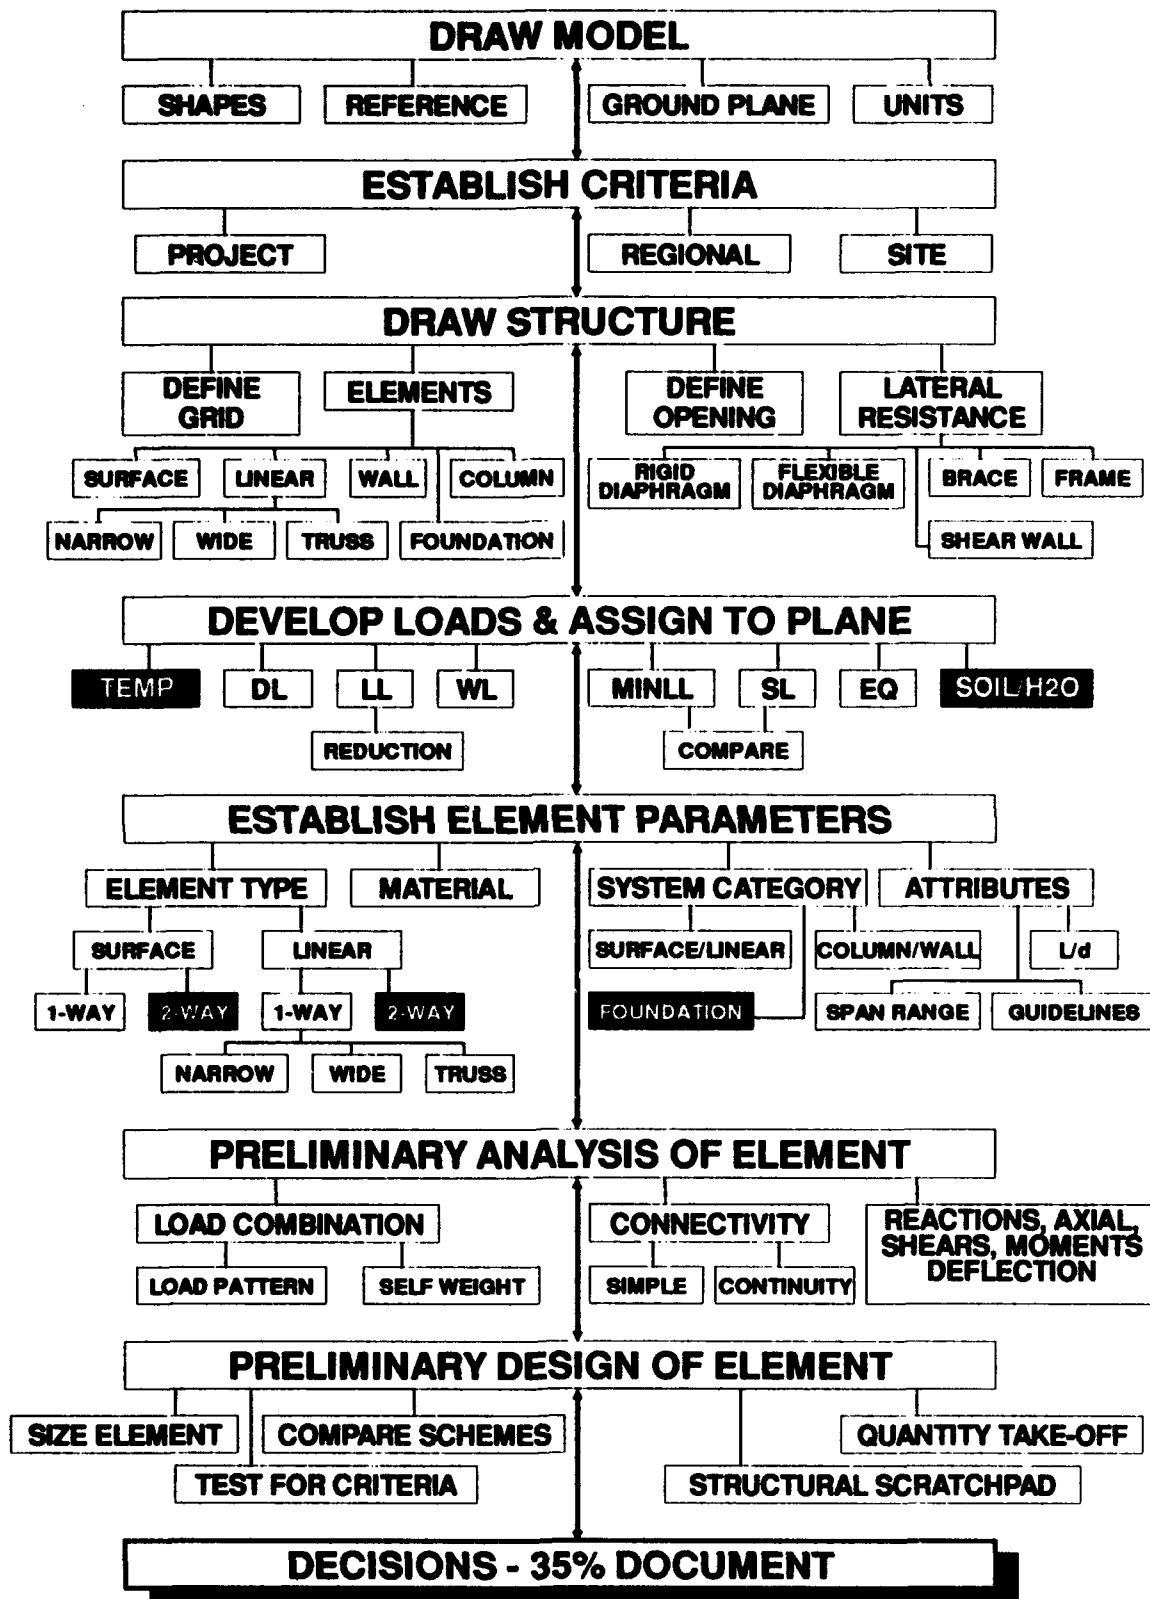 DRAW MODEL
SHAPES
REFERENCE
GROUND PLANE
UNITS
ESTABLISH CRITERIA
PROJECT
REGIONAL
SITE
DRAW STRUCTURE
DEFINE
GRID
ELEMENTS
DEFINE
OPENING
LATERAL
RESISTANCE
SURFACE
LINEAR
WALL
COLUMN
RIGID
DIAPHRAGM
FLEXIBLE
DIAPHRAGM
BRACE
FRAME
NARROW
WIDE
TRUSS
FOUNDATION
SHEAR WALL
DEVELOP LOADS & ASSIGN TO PLANE
TEMP
DL
LL
WL
MINLL
SL
EQ
SOIL/H2O
REDUCTION
COMPARE
ESTABLISH ELEMENT PARAMETERS
ELEMENT TYPE
MATERIAL
SYSTEM CATEGORY
ATTRIBUTES
SURFACE
LINEAR
SURFACE/LINEAR
COLUMN/WALL
L/d
1-WAY
2-WAY
1-WAY
2-WAY
FOUNDATION
SPAN RANGE
GUIDELINES
NARROW
WIDE
TRUSS
PRELIMINARY ANALYSIS OF ELEMENT
LOAD COMBINATION
CONNECTIVITY
REACTIONS, AXIAL,
SHEARS, MOMENTS
DEFLECTION
LOAD PATTERN
SELF WEIGHT
SIMPLE
CONTINUITY
PRELIMINARY DESIGN OF ELEMENT
SIZE ELEMENT
COMPARE SCHEMES
QUANTITY TAKE-OFF
TEST FOR CRITERIA
STRUCTURAL SCRATCHPAD
DECISIONS - 35% DOCUMENT